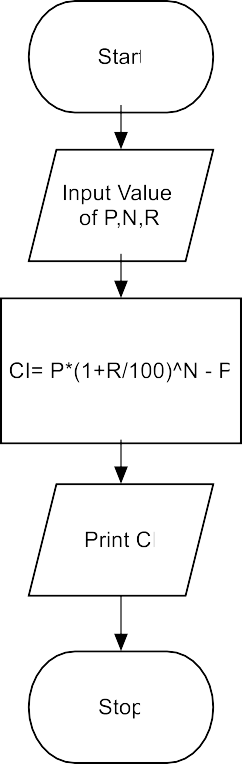 Start
Input Value
of P,N,R
CI= P*(1+R/100)^N - P
Print CI
Stop